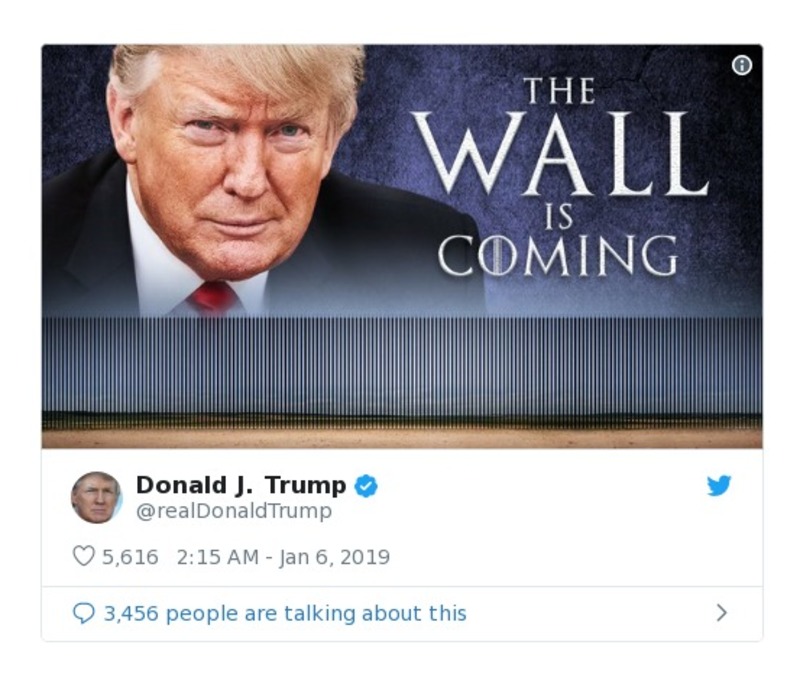 THE
WALL
IS
COMING
Donald J. Trump
@realDonaldTrump
5,616 2:15 AM - Jan 6, 2019
3,456 people are talking about this